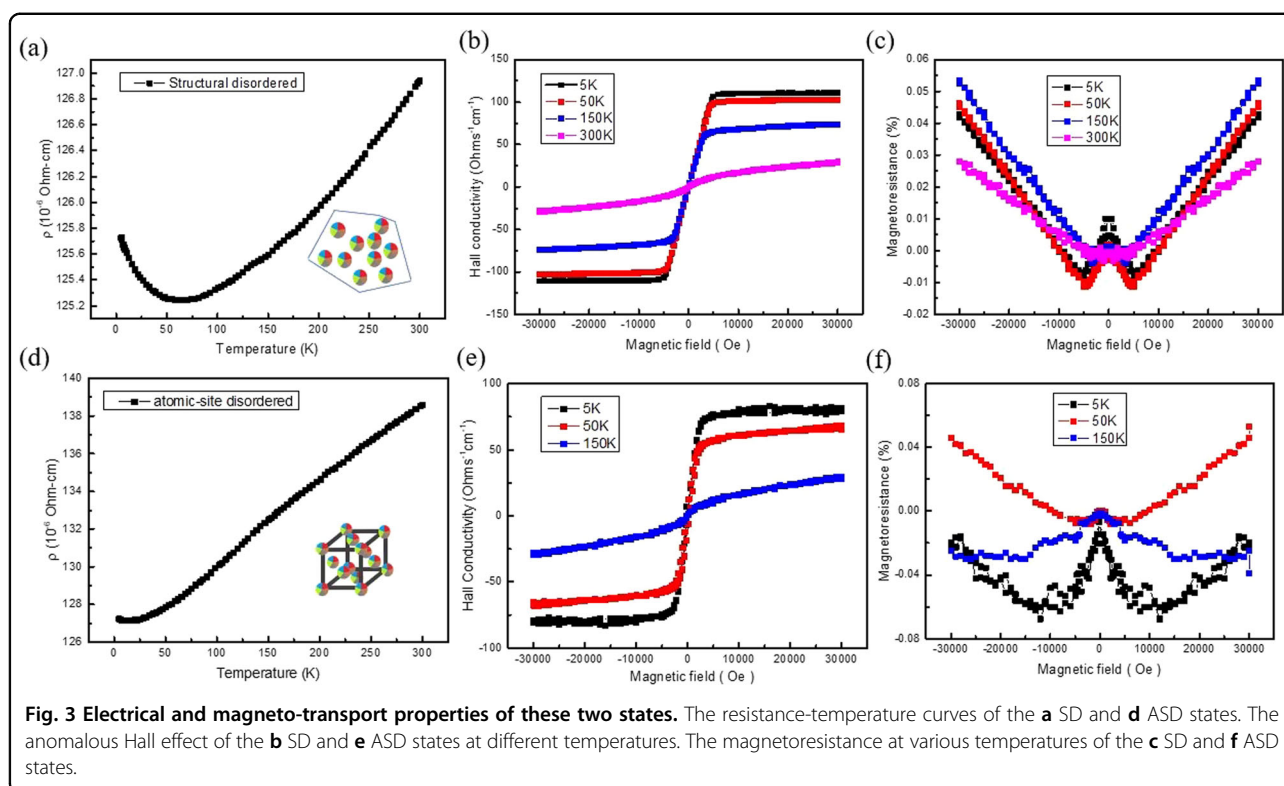 (a)
ρ (10⁻⁶ Ohm-cm)
127.0
126.8
126.6
126.4
126.2
126.0
125.8
125.6
125.4
125.2
Structural disordered
0 50 100 150 200 250 300
Temperature (K)
(b)
Hall conductivity (Ohms⁻¹cm⁻¹)
150
100
50
0
-50
-100
-150
5K
50K
150K
300K
-30000 -20000 -10000 0 10000 20000 30000
Magnetic field ( Oe )
(c)
Magnetoresistance (%)
0.06
0.05
0.04
0.03
0.02
0.01
0.00
-0.01
-0.02
5K
50K
150K
300K
-30000 -20000 -10000 0 10000 20000 30000
Magnetic field ( Oe )
(d)
ρ (10⁻⁶ Ohm-cm)
140
138
136
134
132
130
128
126
atomic-site disordered
0 50 100 150 200 250 300
Temperature (K)
(e)
Hall Conductivity (Ohms⁻¹cm⁻¹)
100
50
0
-50
-100
5K
50K
150K
-30000 -20000 -10000 0 10000 20000 30000
Magnetic field ( Oe )
(f)
Magnetoresistance (%)
0.08
0.04
0.00
-0.04
-0.08
5K
50K
150K
-30000 -20000 -10000 0 10000 20000 30000
Magnetic field ( Oe )
Fig. 3 Electrical and magneto-transport properties of these two states. The resistance-temperature curves of the a SD and d ASD states. The
anomalous Hall effect of the b SD and e ASD states at different temperatures. The magnetoresistance at various temperatures of the c SD and f ASD
states.